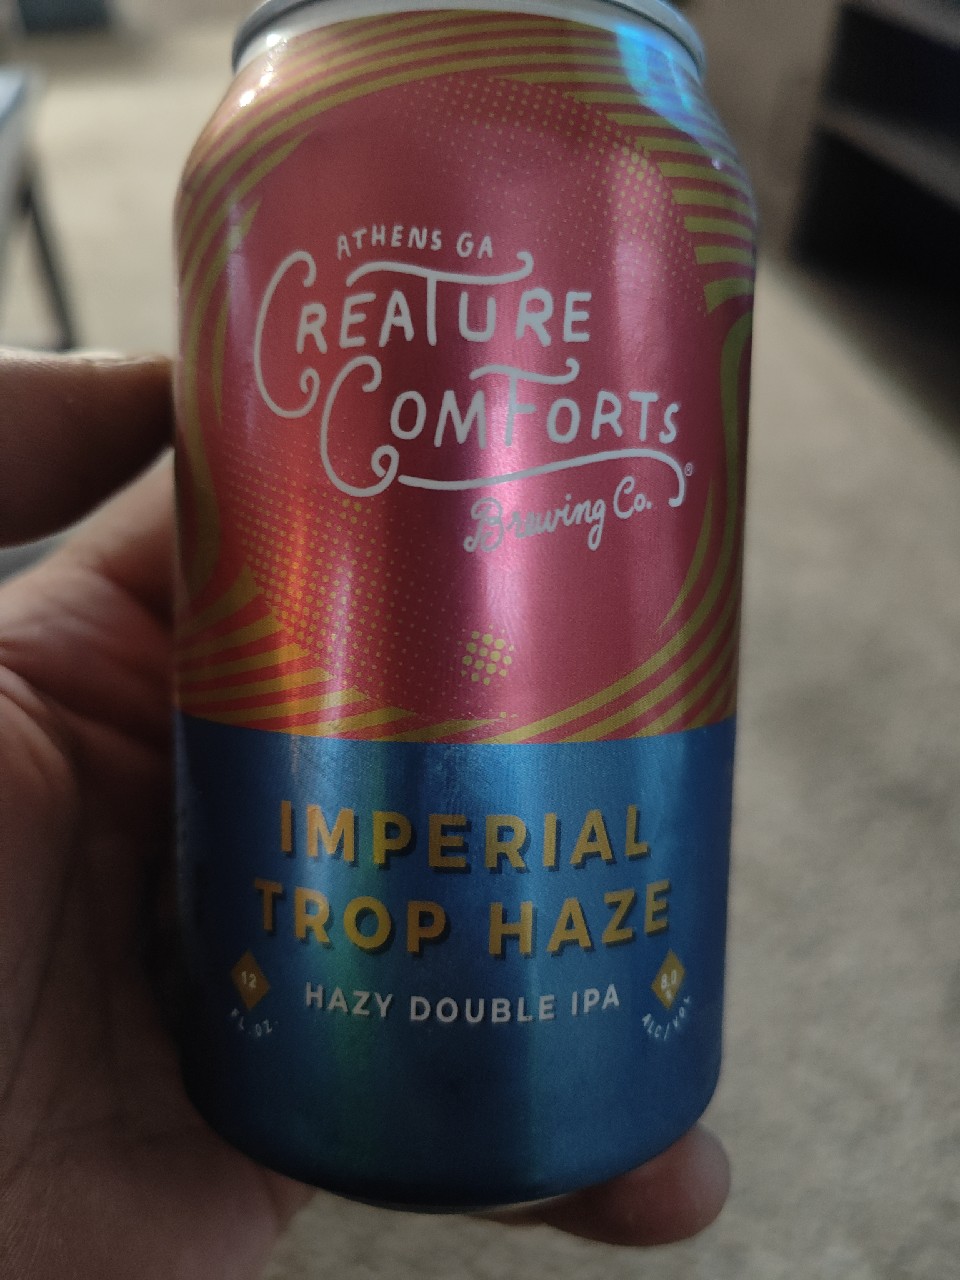 ATHENS GA
CREATURE
COMFORTS®
Brewing Co.
IMPERIAL
TROP HAZE
HAZY DOUBLE IPA
12
FL. OZ.
8.0
%
ALC/VOL